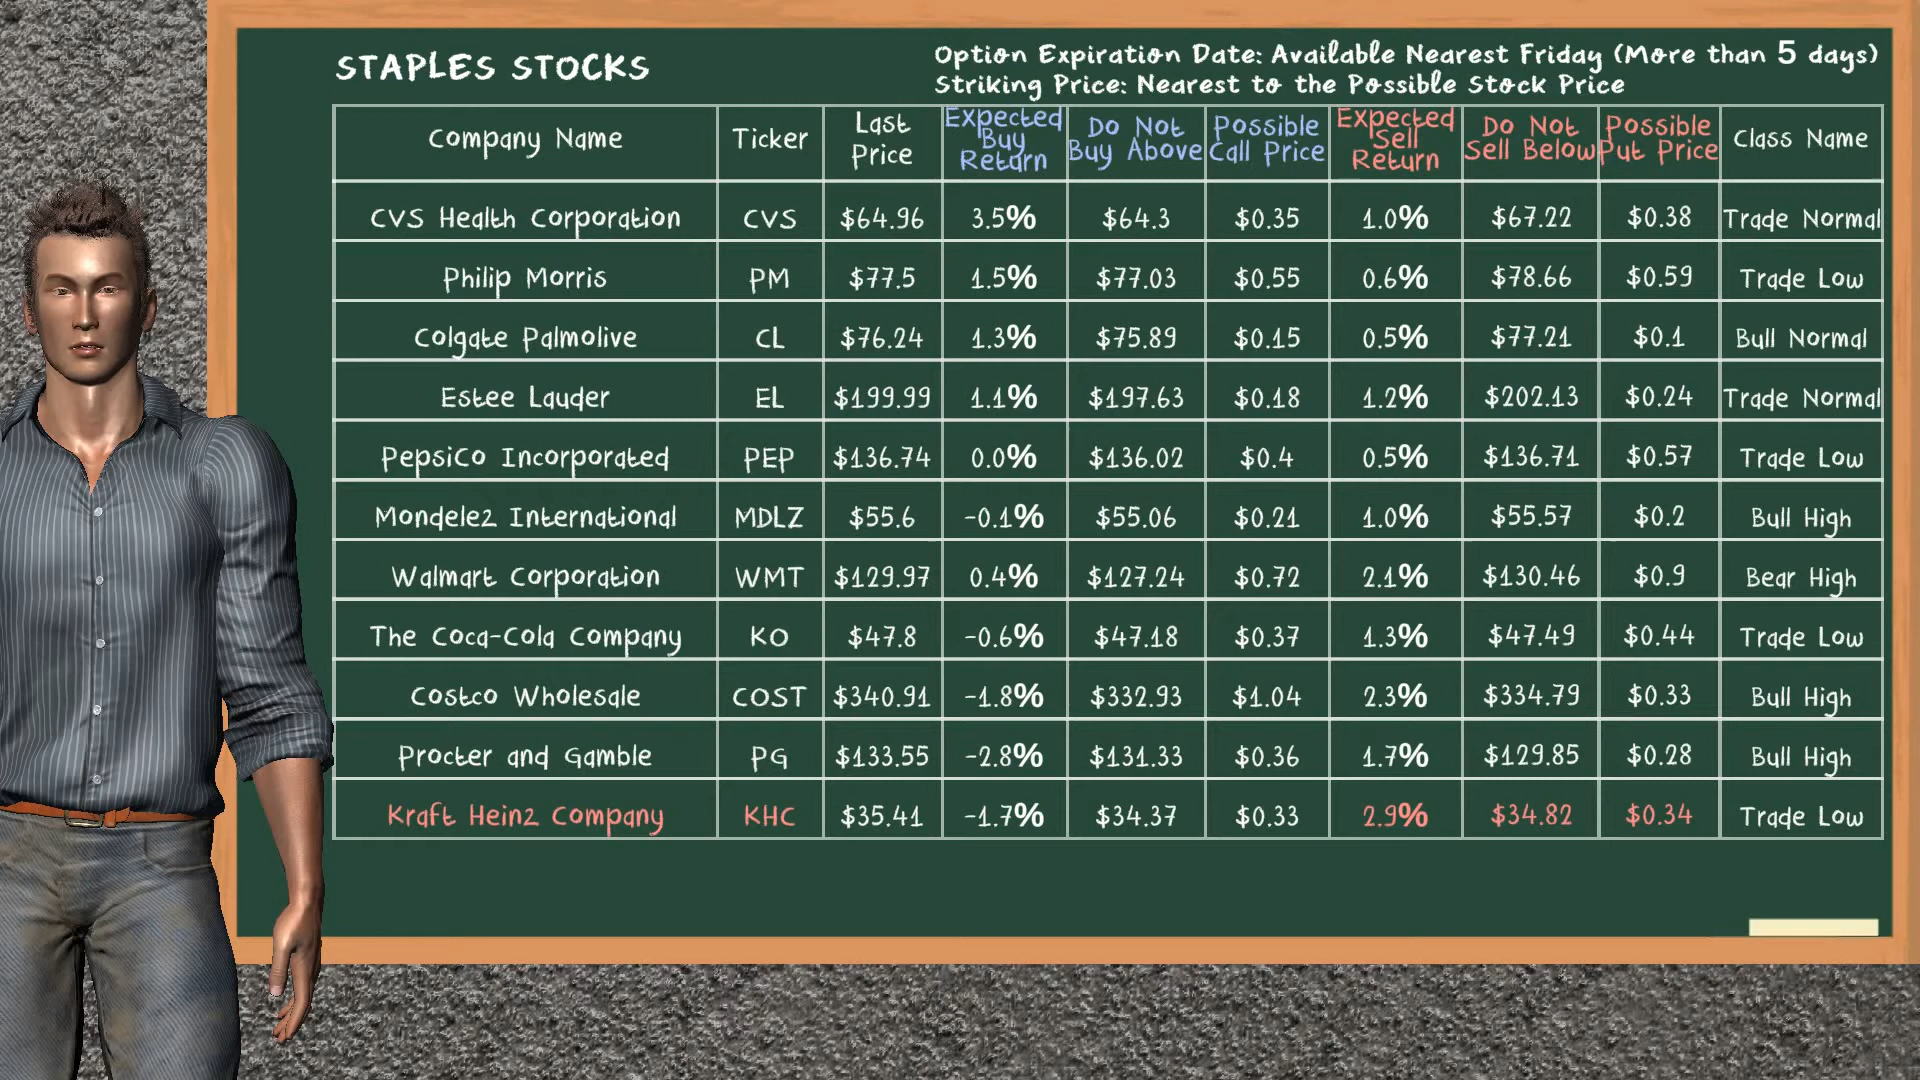 STAPLES STOCKS
Option Expiration Date: Available Nearest Friday (More than 5 days)
Striking Price: Nearest to the Possible Stock Price
Company Name Ticker Last Price Expected Buy Return Do Not Buy Above Possible Call Price Expected Sell Return Do Not Sell Below Possible Put Price Class Name
CVS Health Corporation CVS $64.96 3.5% $64.3 $0.35 1.0% $67.22 $0.38 Trade Normal
Philip Morris PM $77.5 1.5% $77.03 $0.55 0.6% $78.66 $0.59 Trade Low
Colgate Palmolive CL $76.24 1.3% $75.89 $0.15 0.5% $77.21 $0.1 Bull Normal
Estee Lauder EL $199.99 1.1% $197.63 $0.18 1.2% $202.13 $0.24 Trade Normal
PepsiCo Incorporated PEP $136.74 0.0% $136.02 $0.4 0.5% $136.71 $0.57 Trade Low
Mondelez International MDLZ $55.6 -0.1% $55.06 $0.21 1.0% $55.57 $0.2 Bull High
Walmart Corporation WMT $129.97 0.4% $127.24 $0.72 2.1% $130.46 $0.9 Bear High
The Coca-Cola Company KO $47.8 -0.6% $47.18 $0.37 1.3% $47.49 $0.44 Trade Low
Costco Wholesale COST $340.91 -1.8% $332.93 $1.04 2.3% $334.79 $0.33 Bull High
Procter and Gamble PG $133.55 -2.8% $131.33 $0.36 1.7% $129.85 $0.28 Bull High
Kraft Heinz Company KHC $35.41 -1.7% $34.37 $0.33 2.9% $34.82 $0.34 Trade Low